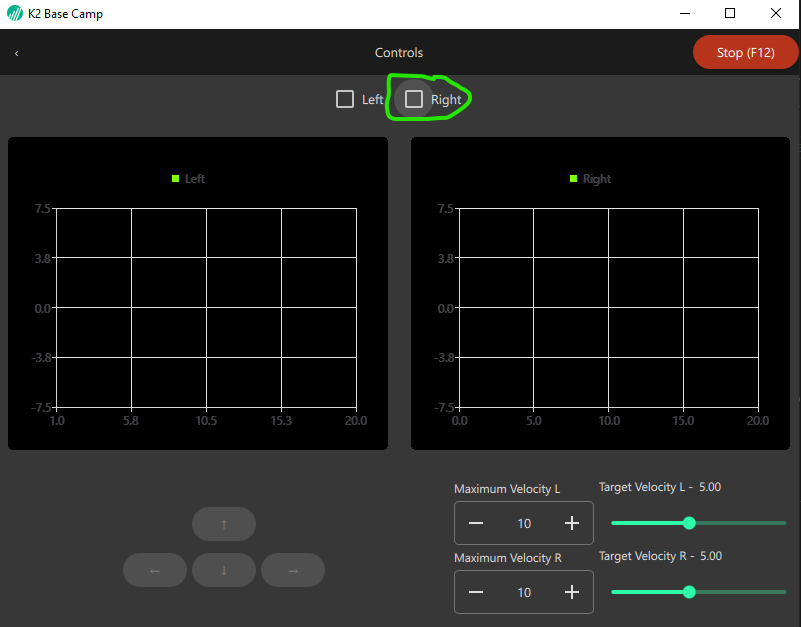 K2 Base Camp
Controls
Stop (F12)
Left
Right
Left
7.5
3.8
0.0
-3.8
-7.5
1.0 5.8 10.5 15.3 20.0
Right
7.5
3.8
0.0
-3.8
-7.5
0.0 5.0 10.0 15.0 20.0
↑
← ↓ →
Maximum Velocity L
− 10 +
Target Velocity L - 5.00
Maximum Velocity R
− 10 +
Target Velocity R - 5.00